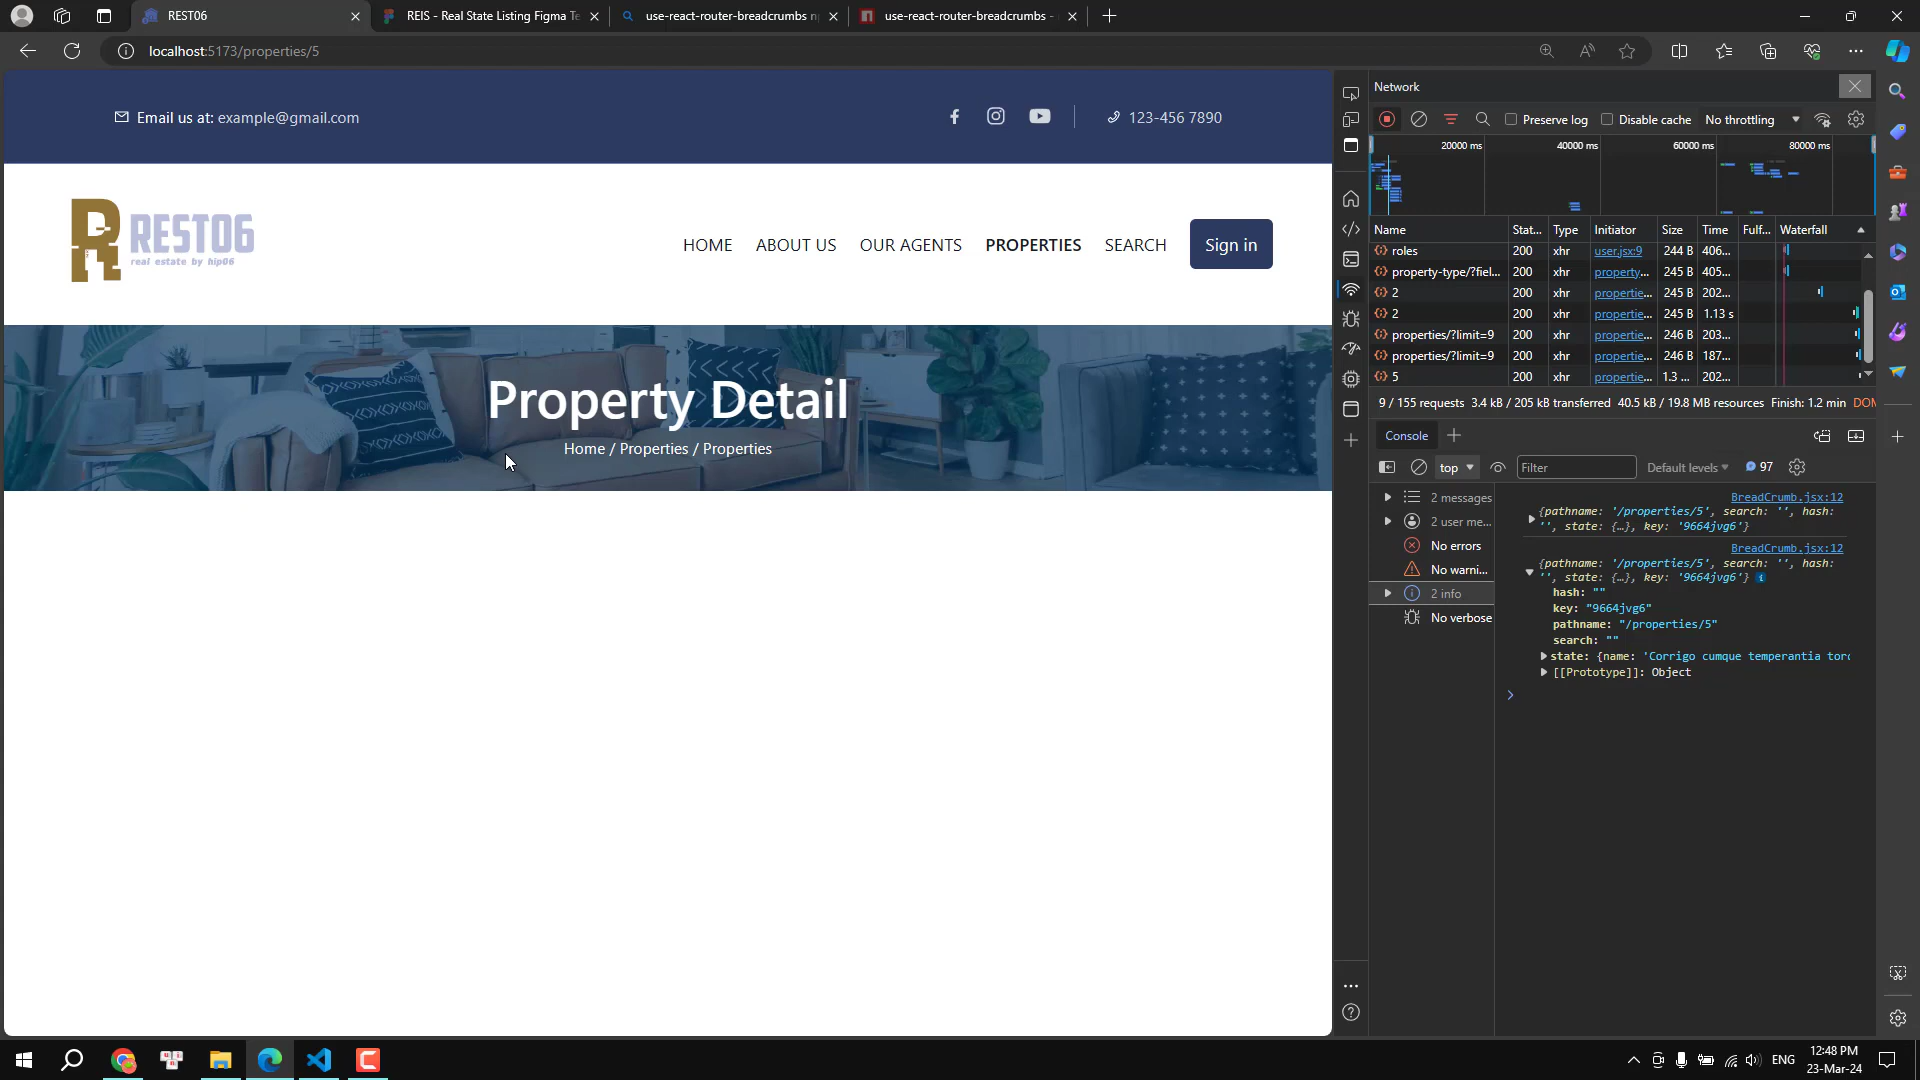 REST06
REIS - Real State Listing Figma Te
use-react-router-breadcrumbs np
use-react-router-breadcrumbs -
localhost:5173/properties/5
Email us at: example@gmail.com
123-456 7890
REST06
real estate by hip06
HOME
ABOUT US
OUR AGENTS
PROPERTIES
SEARCH
Sign in
Property Detail
Home / Properties / Properties
Network
Preserve log
Disable cache
No throttling
20000 ms
40000 ms
60000 ms
80000 ms
Name Stat... Type Initiator Size Time Fulf... Waterfall
roles 200 xhr user.jsx:9 244 B 406...
property-type/?fiel... 200 xhr property... 245 B 405...
2 200 xhr propertie... 245 B 202...
2 200 xhr propertie... 245 B 1.13 s
properties/?limit=9 200 xhr propertie... 246 B 203...
properties/?limit=9 200 xhr propertie... 246 B 187...
5 200 xhr propertie... 1.3 ... 202...
9 / 155 requests 3.4 kB / 205 kB transferred 40.5 kB / 19.8 MB resources Finish: 1.2 min DOM
Console
top
Filter
Default levels
97
2 messages
2 user me...
No errors
No warni...
2 info
No verbose
BreadCrumb.jsx:12
{pathname: '/properties/5', search: '', hash:
'', state: {…}, key: '9664jvg6'}
BreadCrumb.jsx:12
{pathname: '/properties/5', search: '', hash:
'', state: {…}, key: '9664jvg6'}
hash: ""
key: "9664jvg6"
pathname: "/properties/5"
search: ""
state: {name: 'Corrigo cumque temperantia torc
[[Prototype]]: Object
ENG
12:48 PM
23-Mar-24